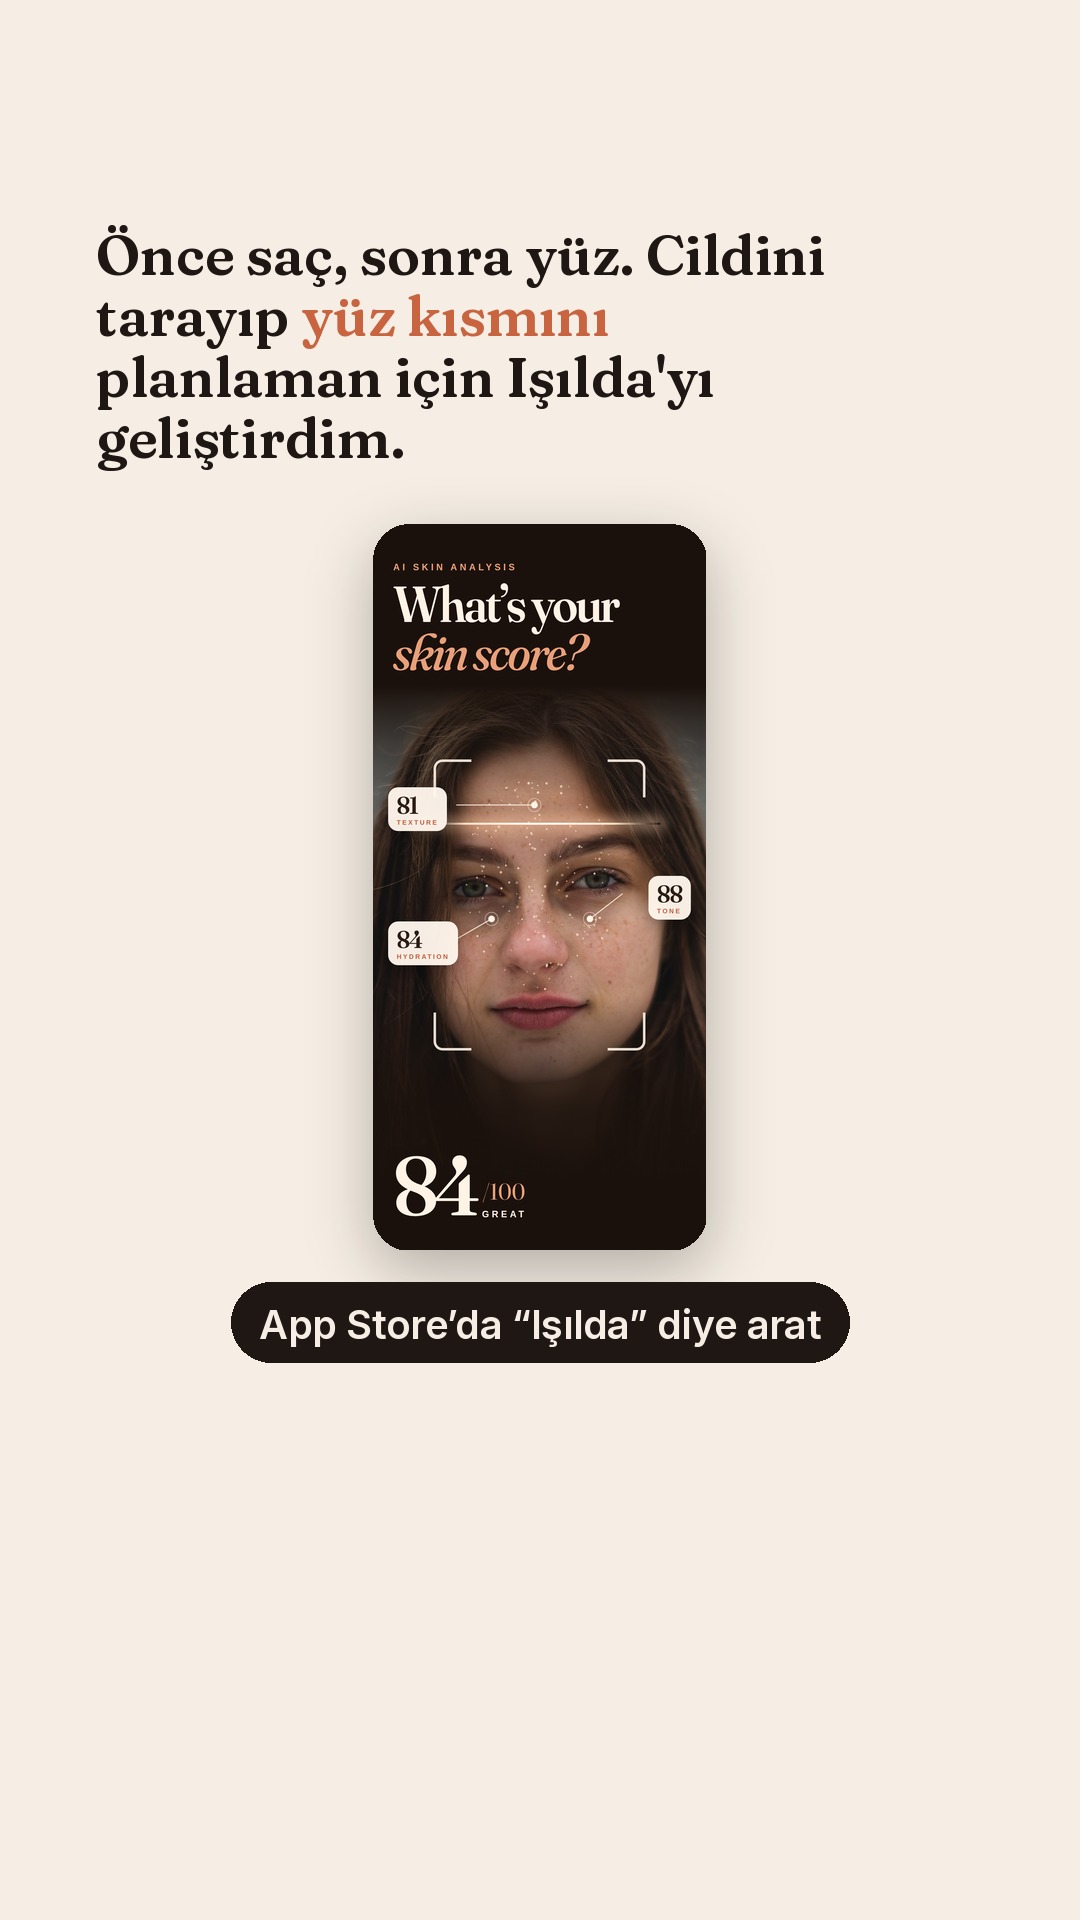 Önce saç, sonra yüz. Cildini
tarayıp yüz kısmını
planlaman için Işılda'yı
geliştirdim.
AI SKIN ANALYSIS
What’s your
skin score?
81
TEXTURE
88
TONE
84
HYDRATION
84 /100
GREAT
App Store’da “Işılda” diye arat